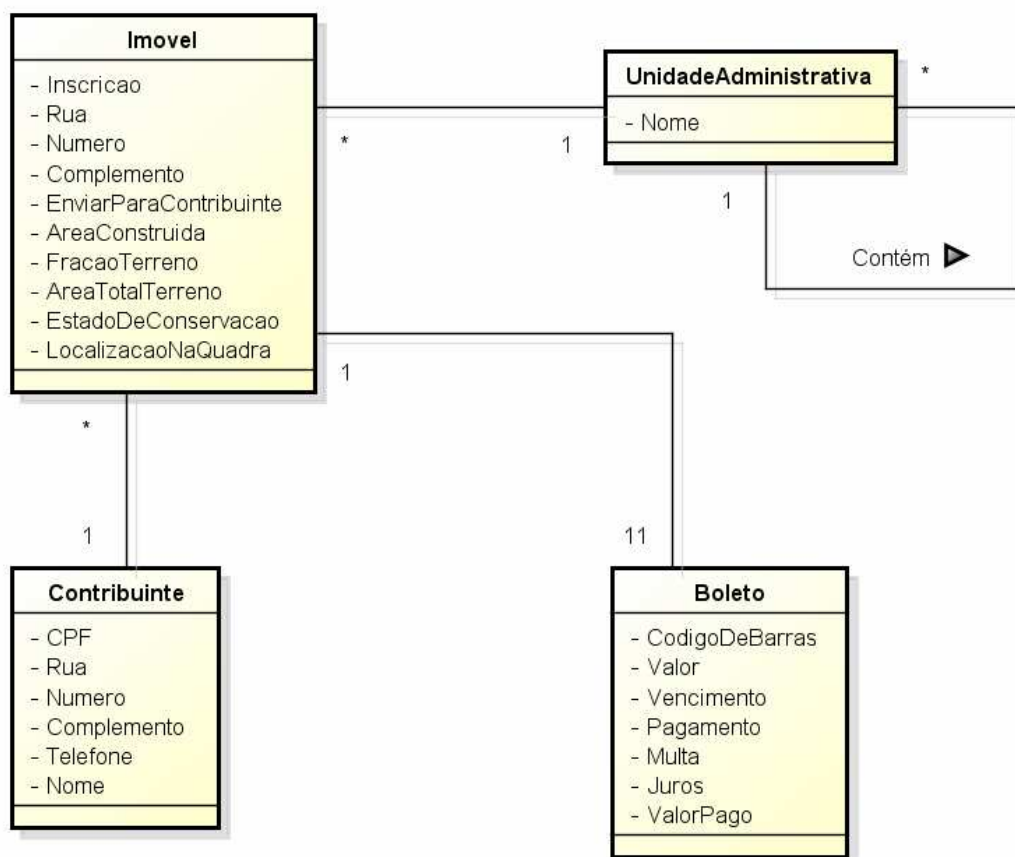 Imovel
- Inscricao
- Rua
- Numero
- Complemento
- EnviarParaContribuinte
- AreaConstruida
- FracaoTerreno
- AreaTotalTerreno
- EstadoDeConservacao
- LocalizacaoNaQuadra
*
1
UnidadeAdministrativa
- Nome
*
1
Contém
1
*
1
11
Contribuinte
- CPF
- Rua
- Numero
- Complemento
- Telefone
- Nome
Boleto
- CodigoDeBarras
- Valor
- Vencimento
- Pagamento
- Multa
- Juros
- ValorPago